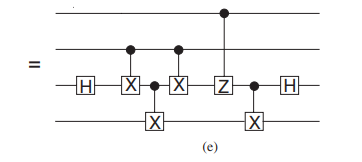 =
H X X Z H
X X
(e)